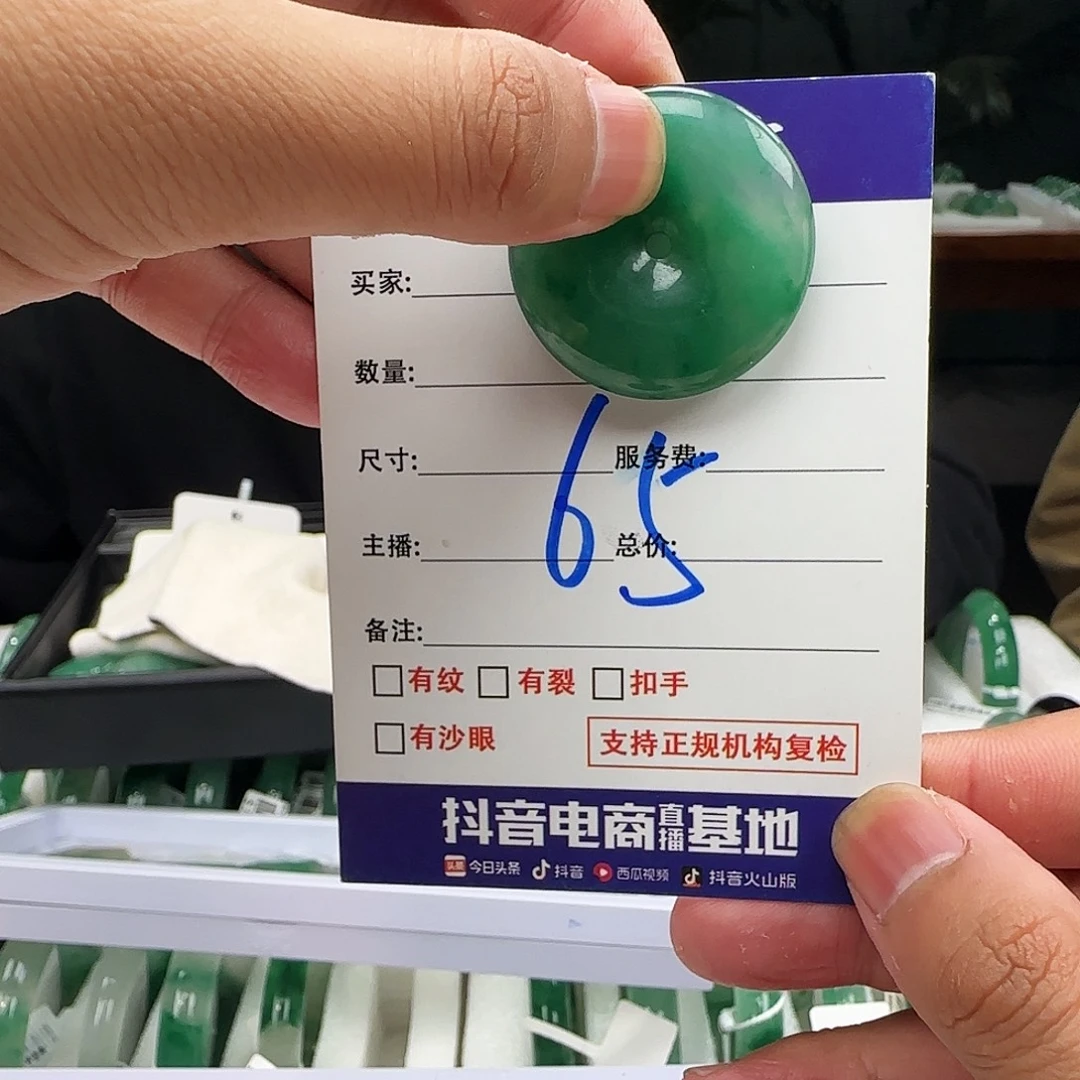 买家:
数量:
尺寸: 服务费:
主播: 总价:
65
备注:
□有纹 □有裂 □扣手
□有沙眼 支持正规机构复检
抖音电商直播基地
头条 今日头条 抖音 西瓜视频 抖音火山版